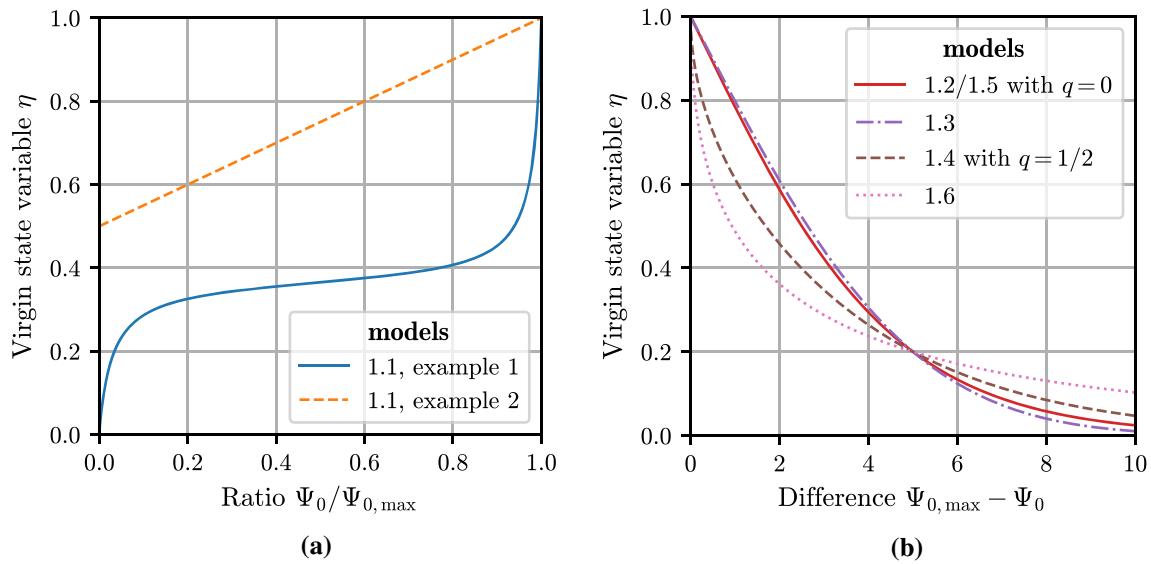 1.0
0.8
0.6
0.4
0.2
0.0
Virgin state variable η
models
1.1, example 1
1.1, example 2
0.0 0.2 0.4 0.6 0.8 1.0
Ratio Ψ₀/Ψ₀,max
(a)
1.0
0.8
0.6
0.4
0.2
0.0
Virgin state variable η
models
1.2/1.5 with q = 0
1.3
1.4 with q = 1/2
1.6
0 2 4 6 8 10
Difference Ψ₀,max − Ψ₀
(b)